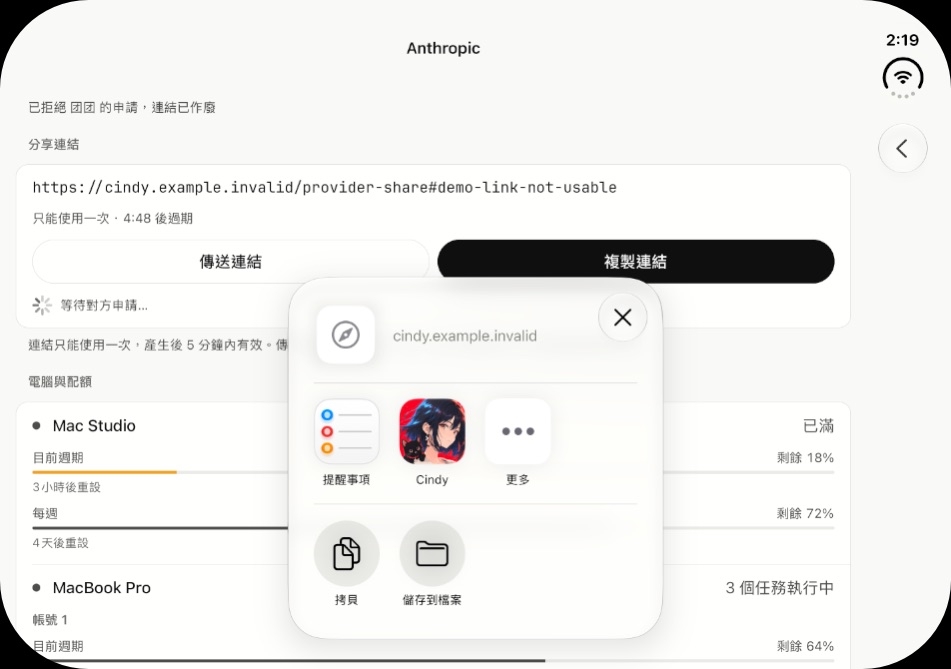 Anthropic
2:19
已拒絕 团团 的申請，連結已作廢
分享連結
https://cindy.example.invalid/provider-share#demo-link-not-usable
只能使用一次 · 4:48 後過期
傳送連結
複製連結
等待對方申請...
連結只能使用一次，產生後 5 分鐘內有效。傳
cindy.example.invalid
提醒事項
Cindy
更多
拷貝
儲存到檔案
電腦與配額
Mac Studio
已滿
目前週期
剩餘 18%
3小時後重設
每週
剩餘 72%
4天後重設
MacBook Pro
3 個任務執行中
帳號 1
目前週期
剩餘 64%